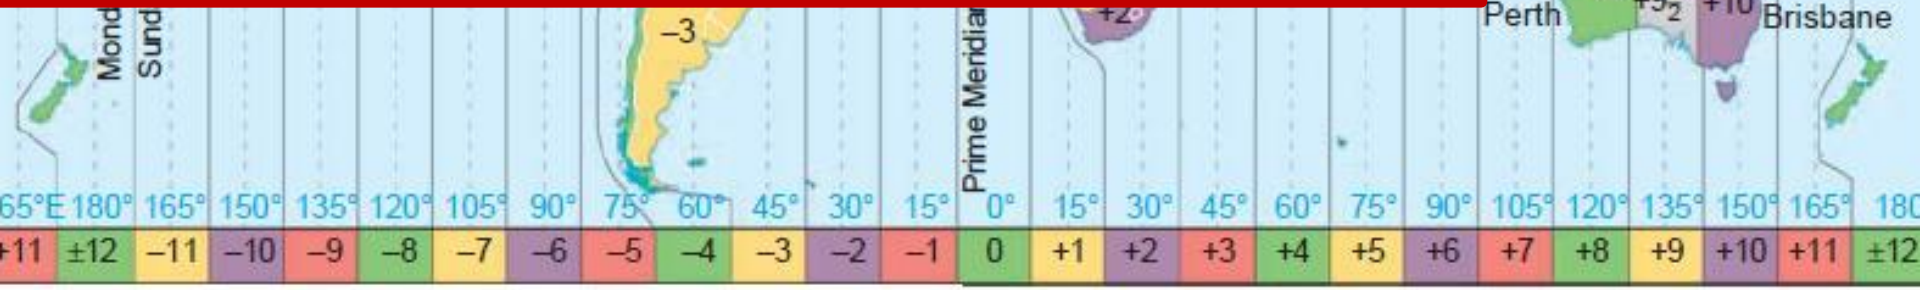 Mond
Sund
–3
Prime Meridian
+2
Perth
+9½
+10
Brisbane
65°E 180° 165° 150° 135° 120° 105° 90° 75° 60° 45° 30° 15° 0° 15° 30° 45° 60° 75° 90° 105° 120° 135° 150° 165° 180
+11 ±12 –11 –10 –9 –8 –7 –6 –5 –4 –3 –2 –1 0 +1 +2 +3 +4 +5 +6 +7 +8 +9 +10 +11 ±12